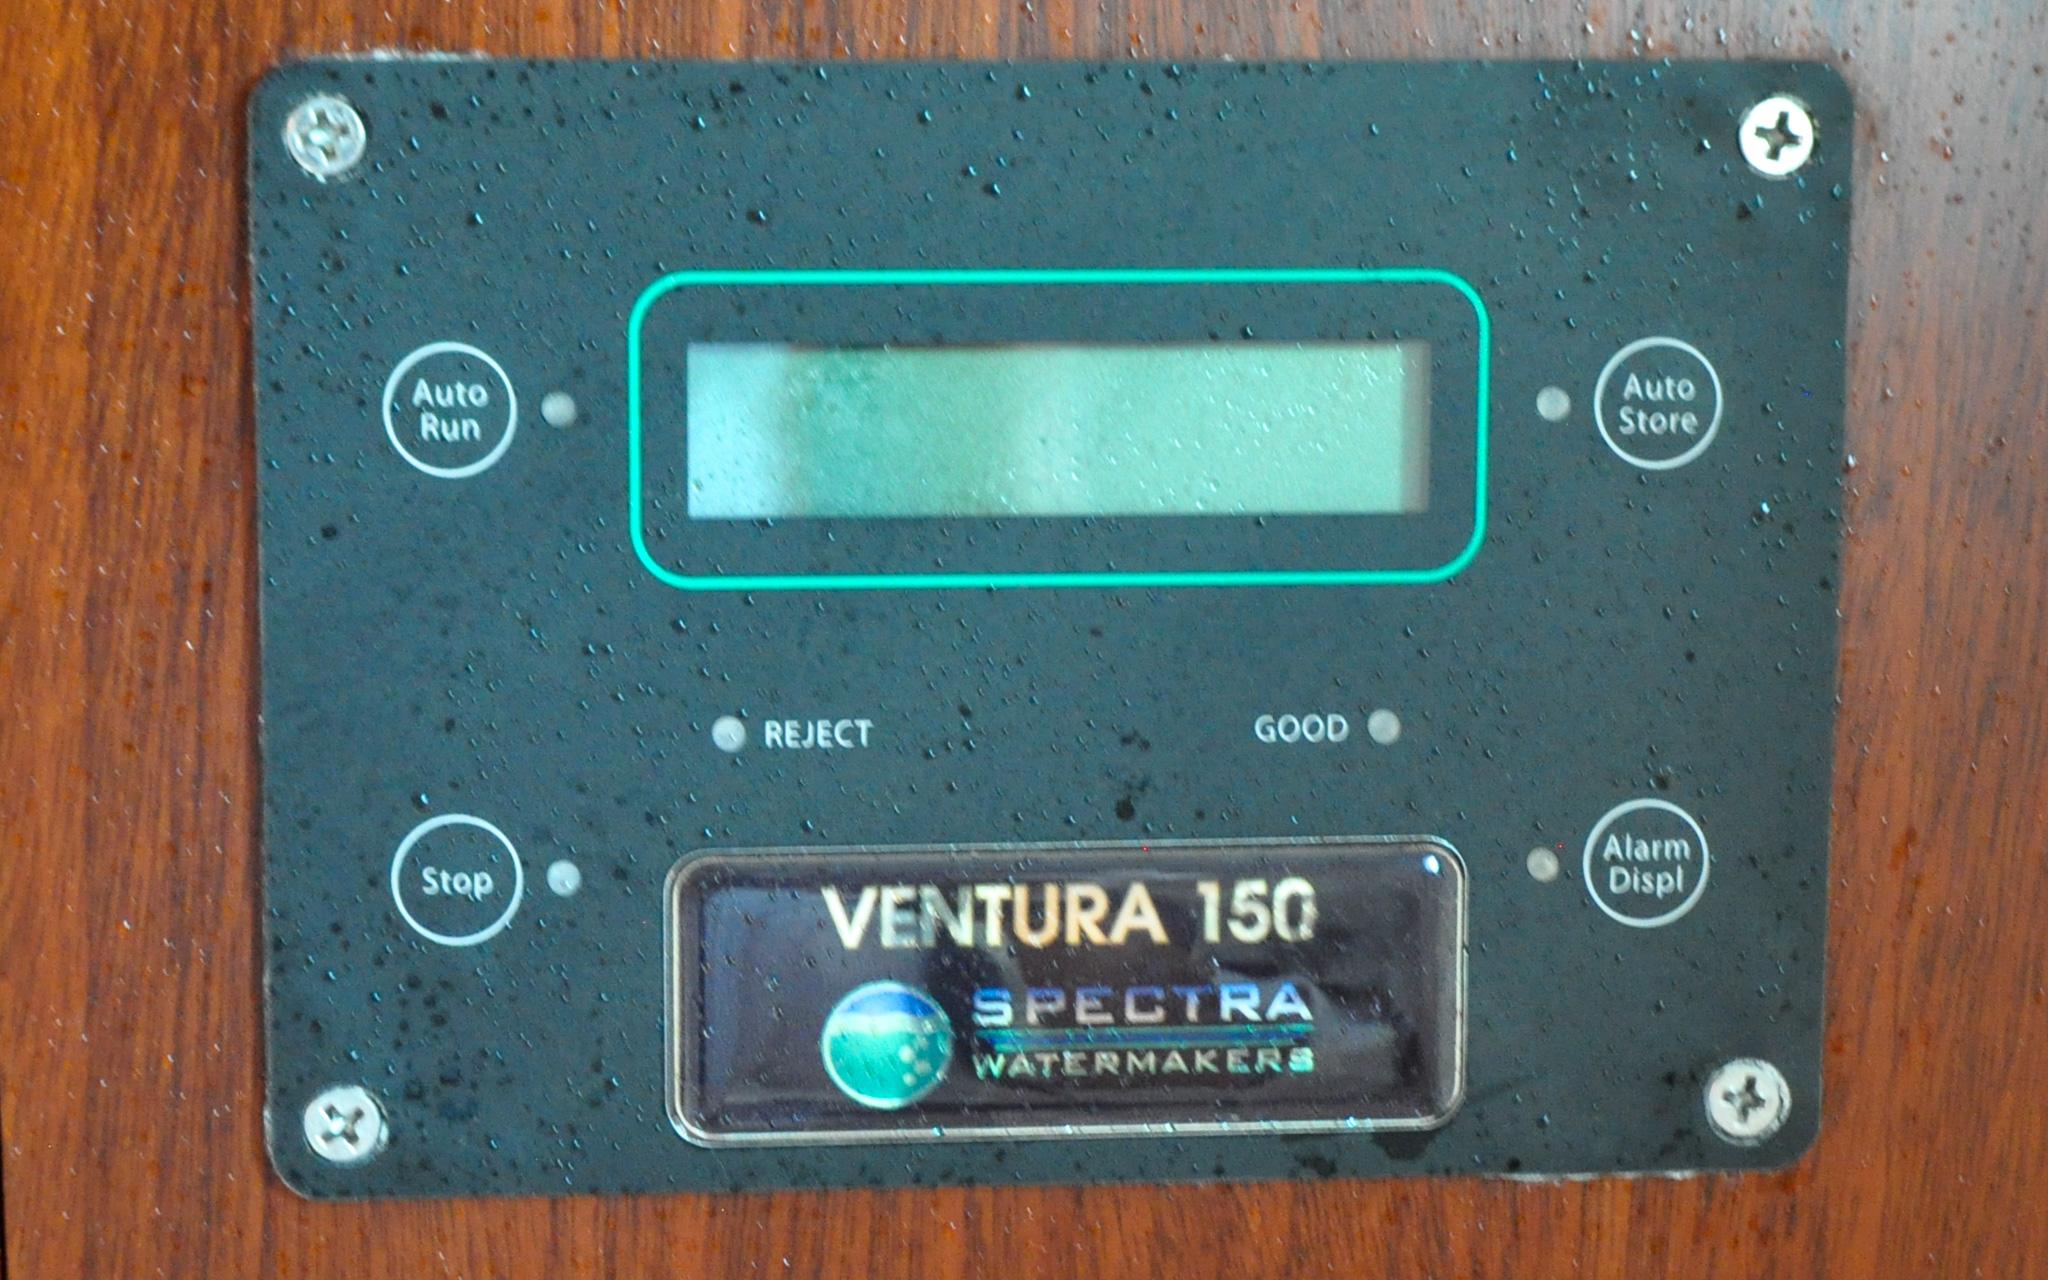 Auto
Run
Auto
Store
REJECT
GOOD
Stop
Alarm
Displ
VENTURA 150
SPECTRA
WATERMAKERS